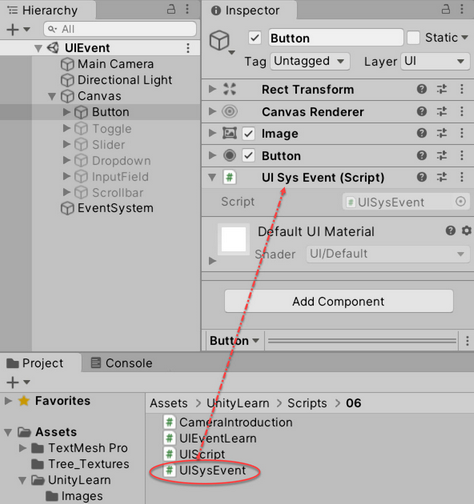 Hierarchy
All
UIEvent
Main Camera
Directional Light
Canvas
Button
Toggle
Slider
Dropdown
InputField
Scrollbar
EventSystem
Inspector
Button
Static
Tag Untagged Layer UI
Rect Transform
Canvas Renderer
Image
Button
UI Sys Event (Script)
Script UISysEvent
Default UI Material
Shader UI/Default
Add Component
Button
Project Console
Favorites
Assets
TextMesh Pro
Tree_Textures
UnityLearn
Images
Assets > UnityLearn > Scripts > 06
CameraIntroduction
UIEventLearn
UIScript
UISysEvent